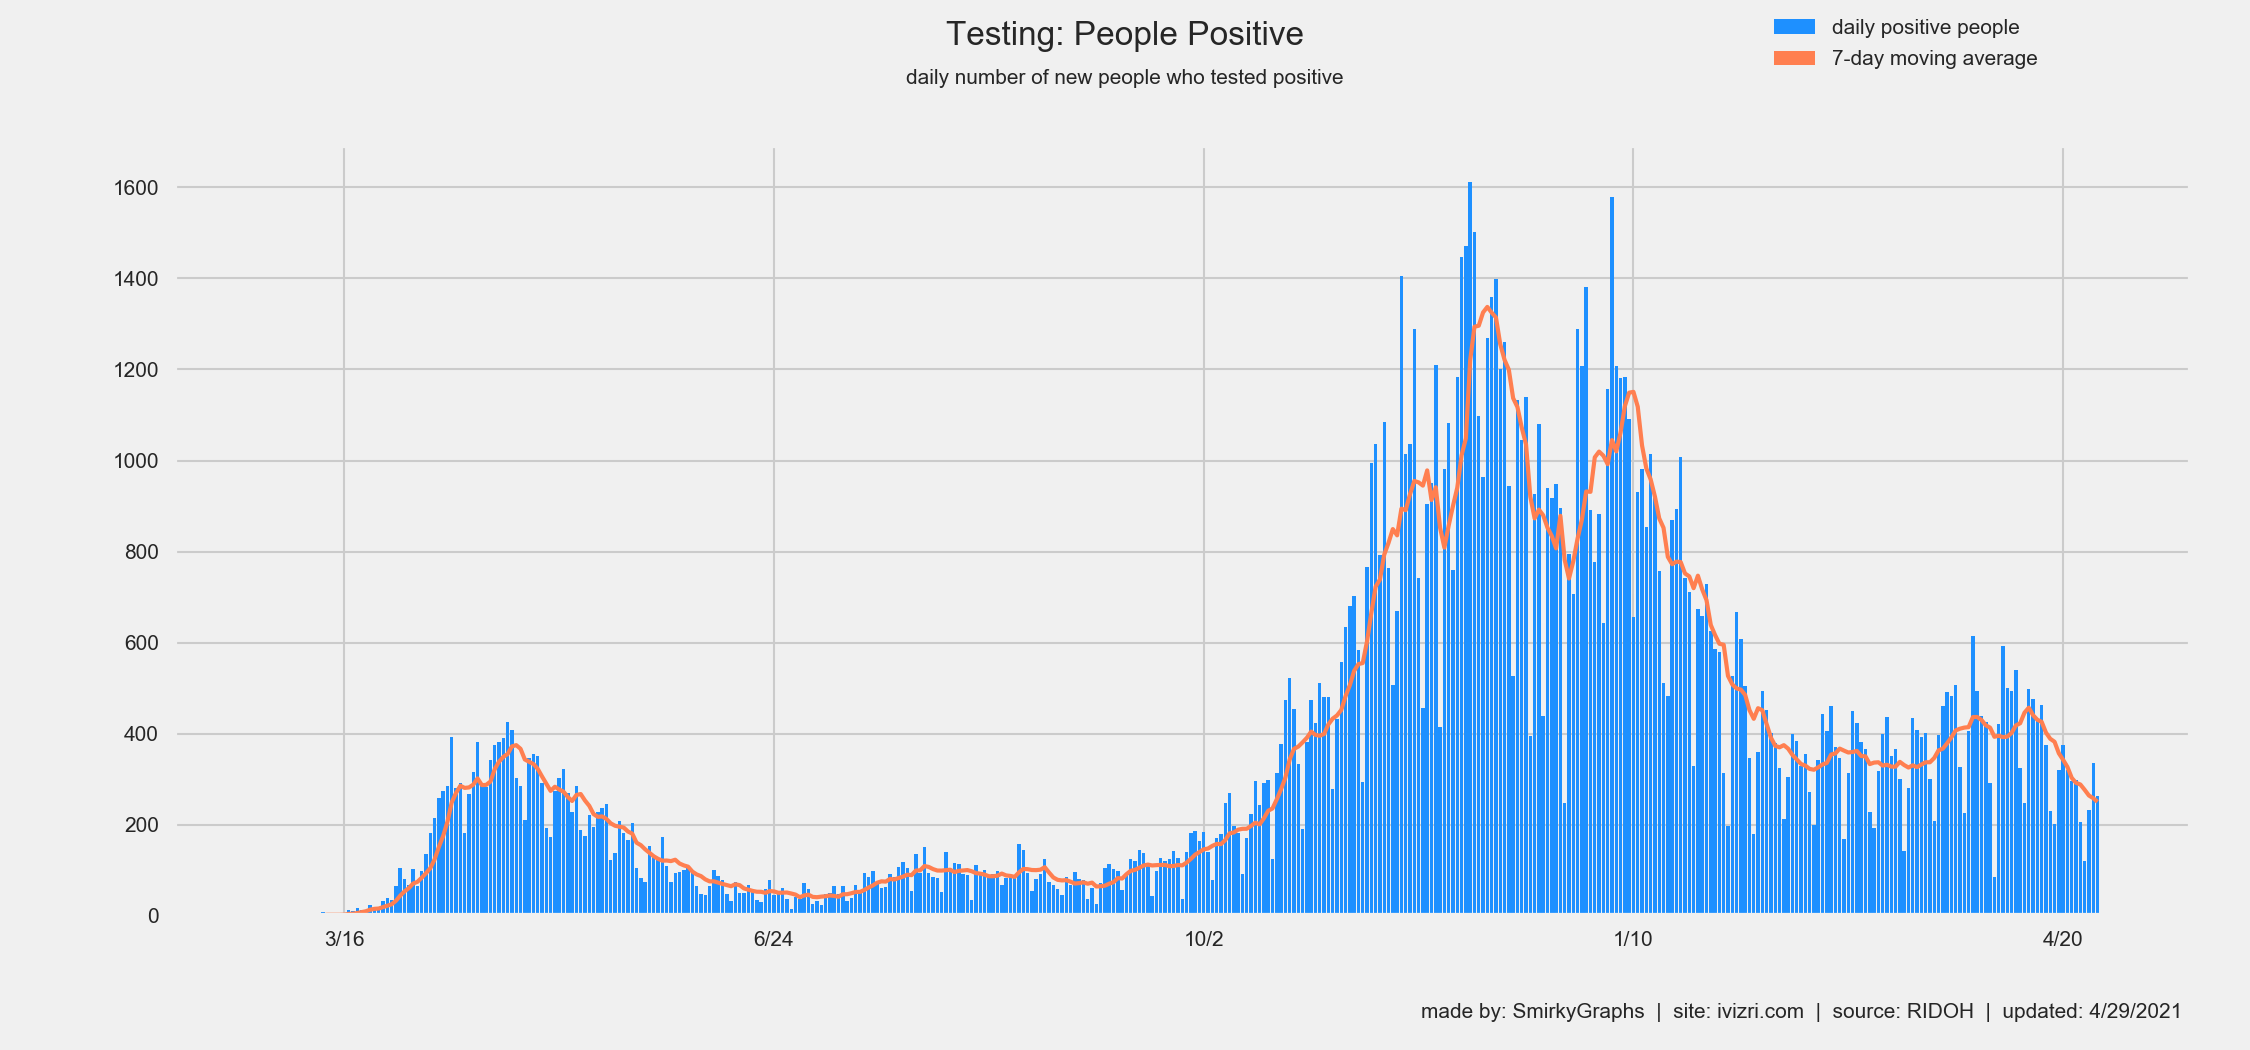 Testing: People Positive
daily number of new people who tested positive
daily positive people
7-day moving average
1600
1400
1200
1000
800
600
400
200
0
3/16 6/24 10/2 1/10 4/20
made by: SmirkyGraphs | site: ivizri.com | source: RIDOH | updated: 4/29/2021